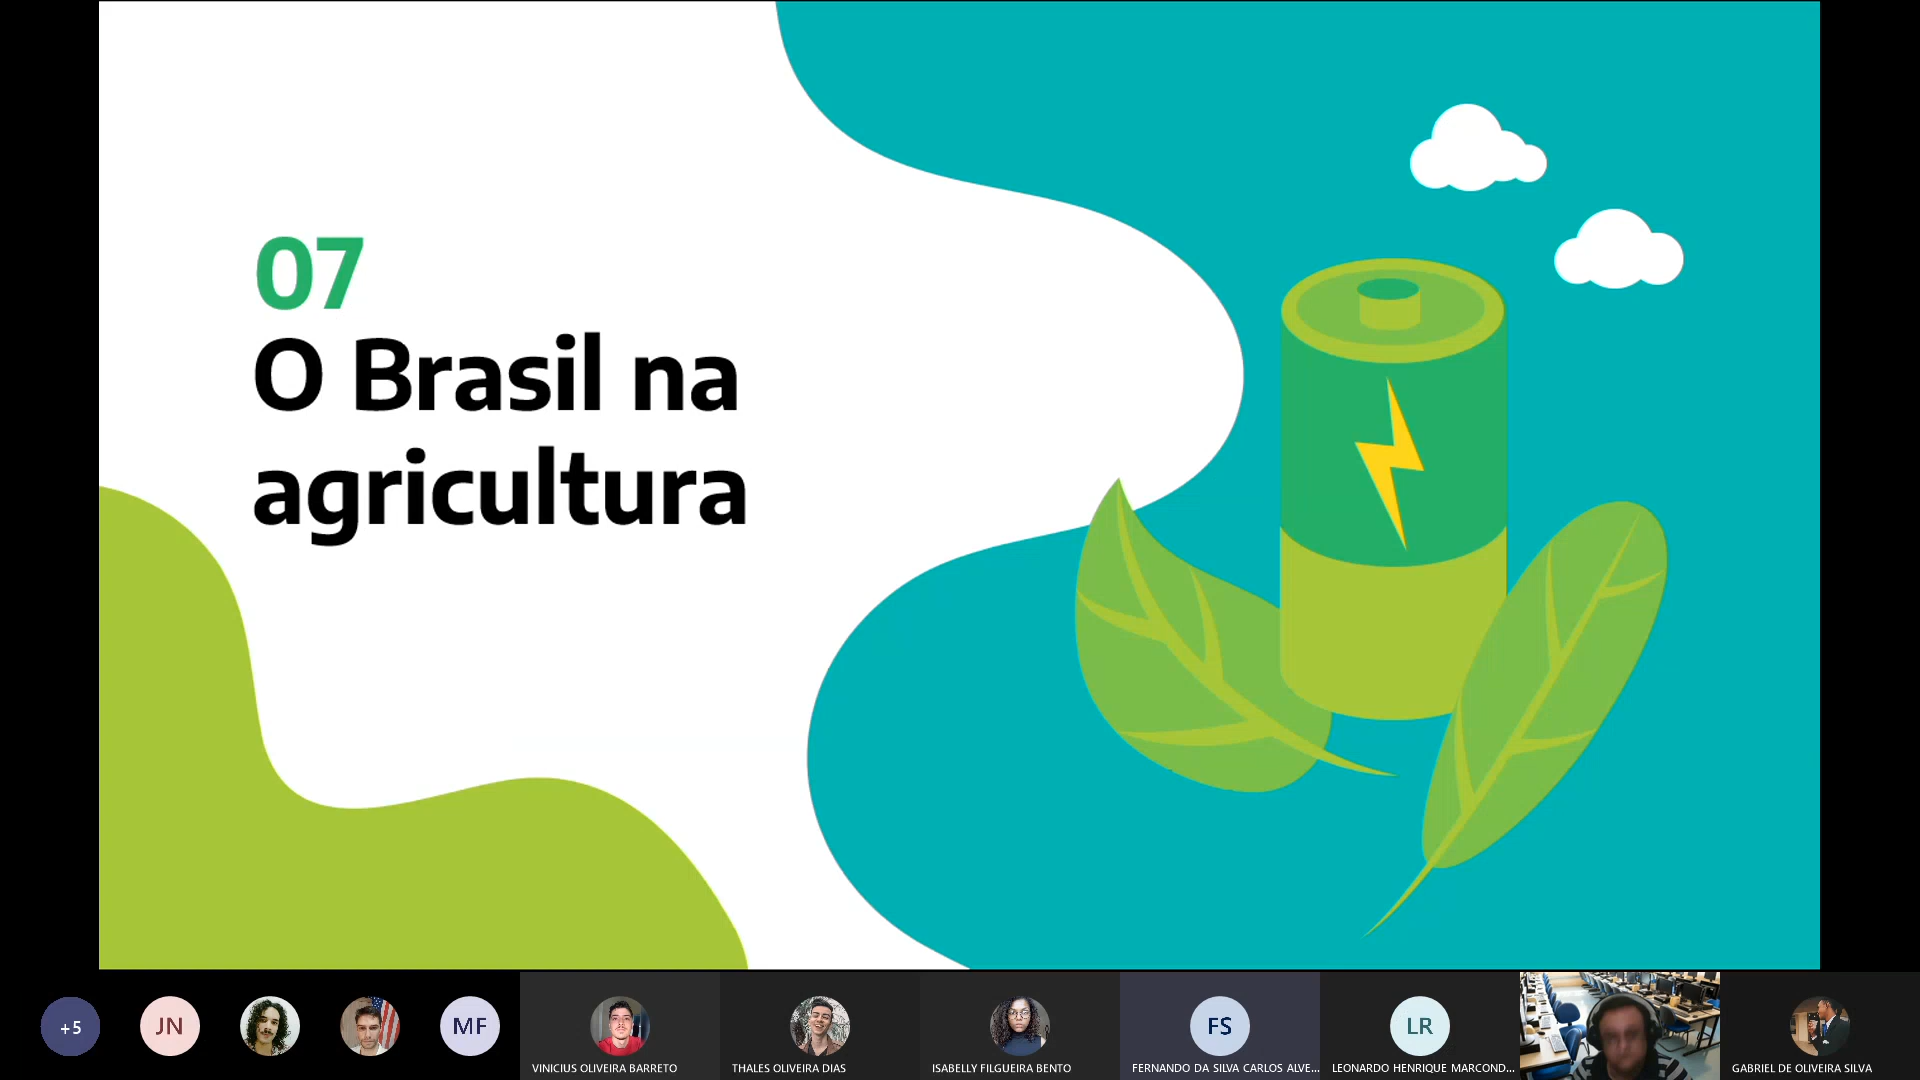 07
O Brasil na
agricultura
+5
JN
MF
VINICIUS OLIVEIRA BARRETO
THALES OLIVEIRA DIAS
ISABELLY FILGUEIRA BENTO
FS
FERNANDO DA SILVA CARLOS ALVE...
LR
LEONARDO HENRIQUE MARCOND...
GABRIEL DE OLIVEIRA SILVA